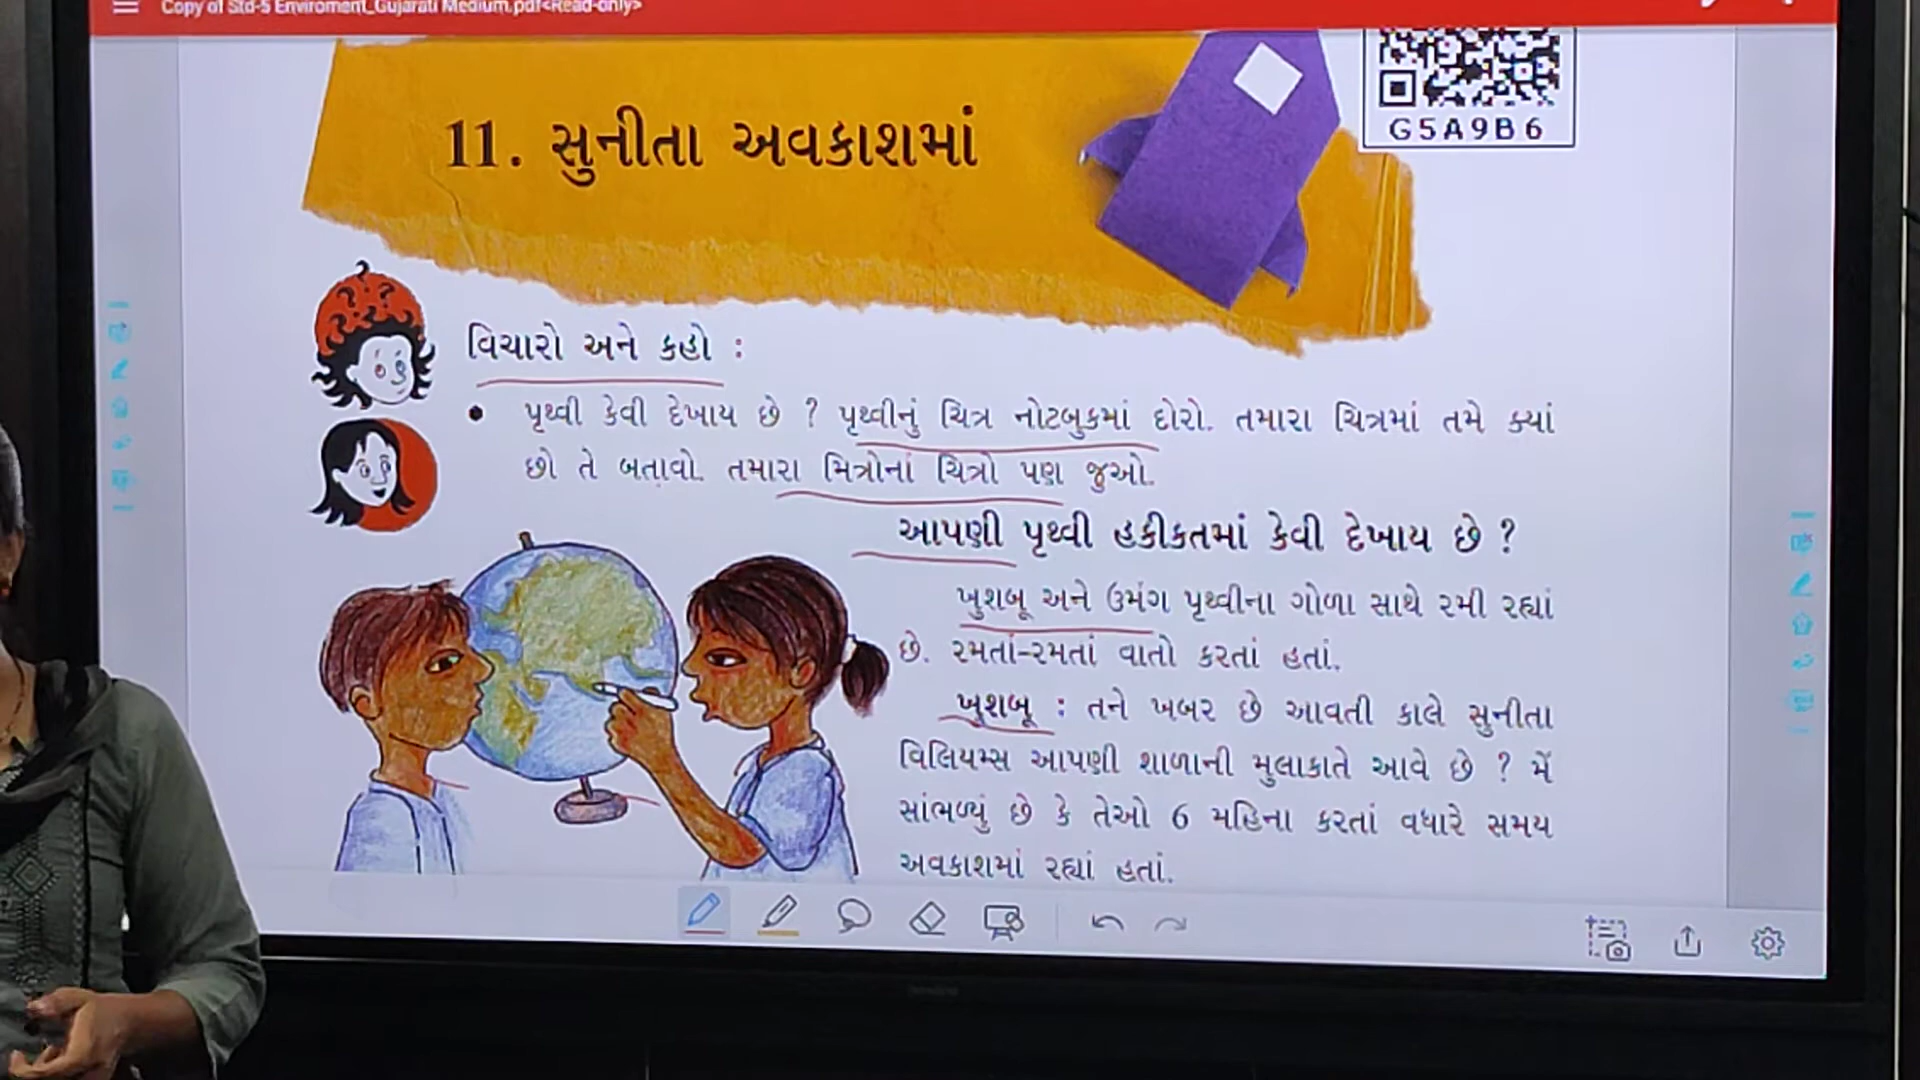 Copy of Std-5 Enviroment_Gujarati Medium.pdf<Read-only>
G5A9B6
11. સુનીતા અવકાશમાં
વિચારો અને કહો :
• પૃથ્વી કેવી દેખાય છે ? પૃથ્વીનું ચિત્ર નોટબુકમાં દોરો. તમારા ચિત્રમાં તમે ક્યાં
છો તે બતાવો. તમારા મિત્રોનાં ચિત્રો પણ જુઓ.
આપણી પૃથ્વી હકીકતમાં કેવી દેખાય છે ?
ખુશબૂ અને ઉમંગ પૃથ્વીના ગોળા સાથે રમી રહ્યાં
છે. રમતાં-રમતાં વાતો કરતાં હતાં.
ખુશબૂ : તને ખબર છે આવતી કાલે સુનીતા
વિલિયમ્સ આપણી શાળાની મુલાકાતે આવે છે ? મેં
સાંભળ્યું છે કે તેઓ 6 મહિના કરતાં વધારે સમય
અવકાશમાં રહ્યાં હતાં.